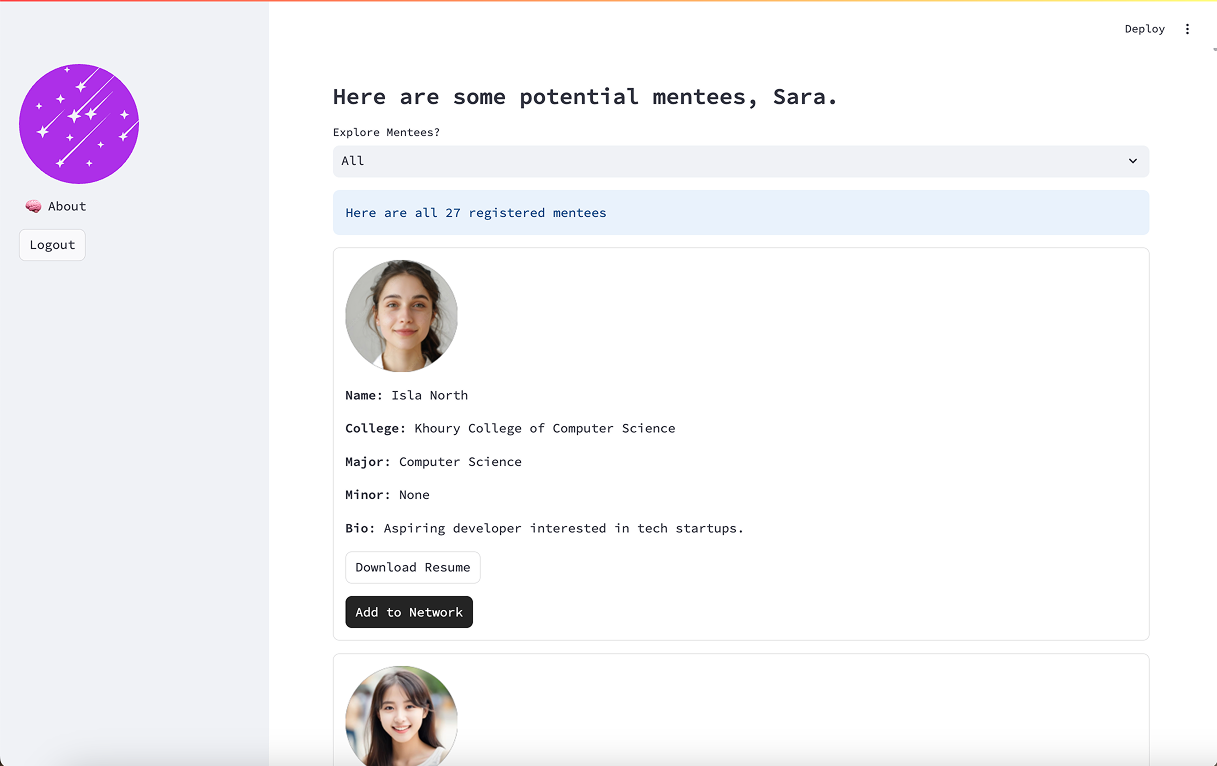 Deploy
Here are some potential mentees, Sara.
Explore Mentees?
All
Here are all 27 registered mentees
🧠 About
Logout
Name: Isla North
College: Khoury College of Computer Science
Major: Computer Science
Minor: None
Bio: Aspiring developer interested in tech startups.
Download Resume
Add to Network